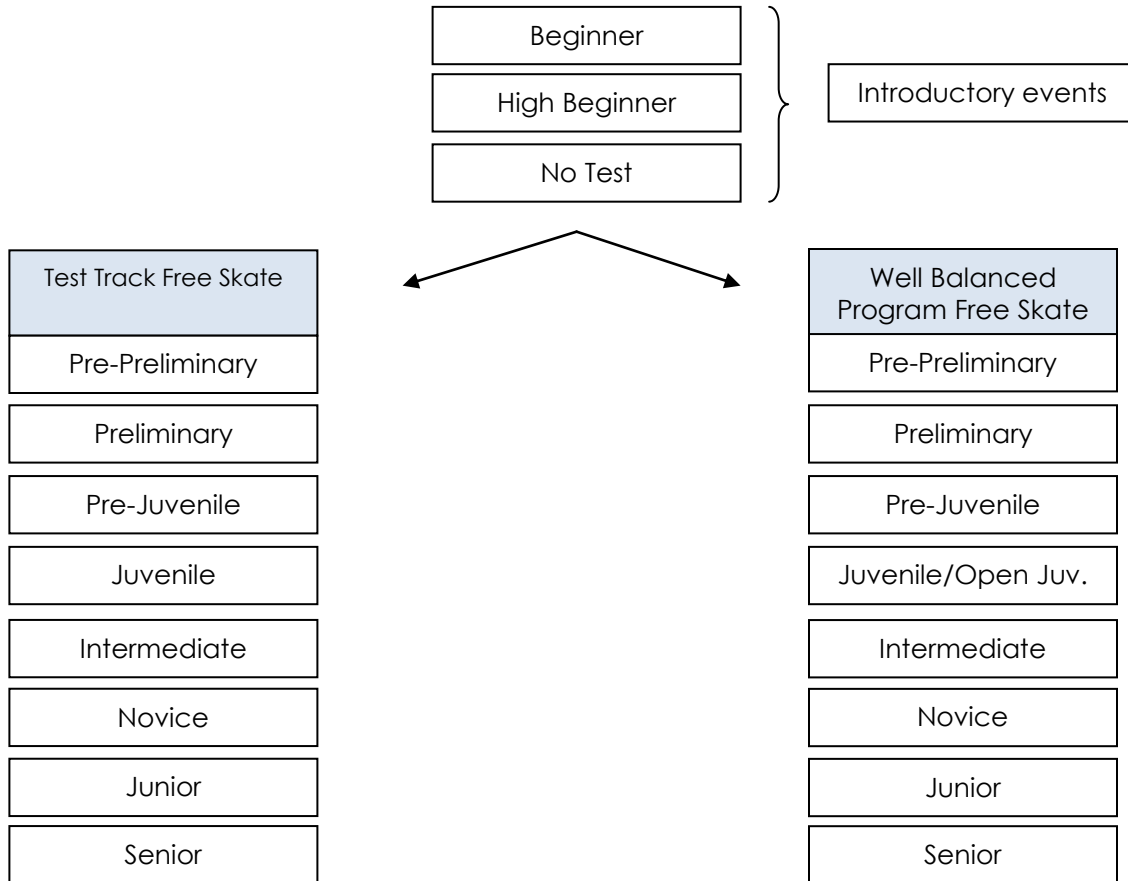 Beginner
High Beginner
No Test
Introductory events
Test Track Free Skate
Pre-Preliminary
Preliminary
Pre-Juvenile
Juvenile
Intermediate
Novice
Junior
Senior
Well Balanced
Program Free Skate
Pre-Preliminary
Preliminary
Pre-Juvenile
Juvenile/Open Juv.
Intermediate
Novice
Junior
Senior